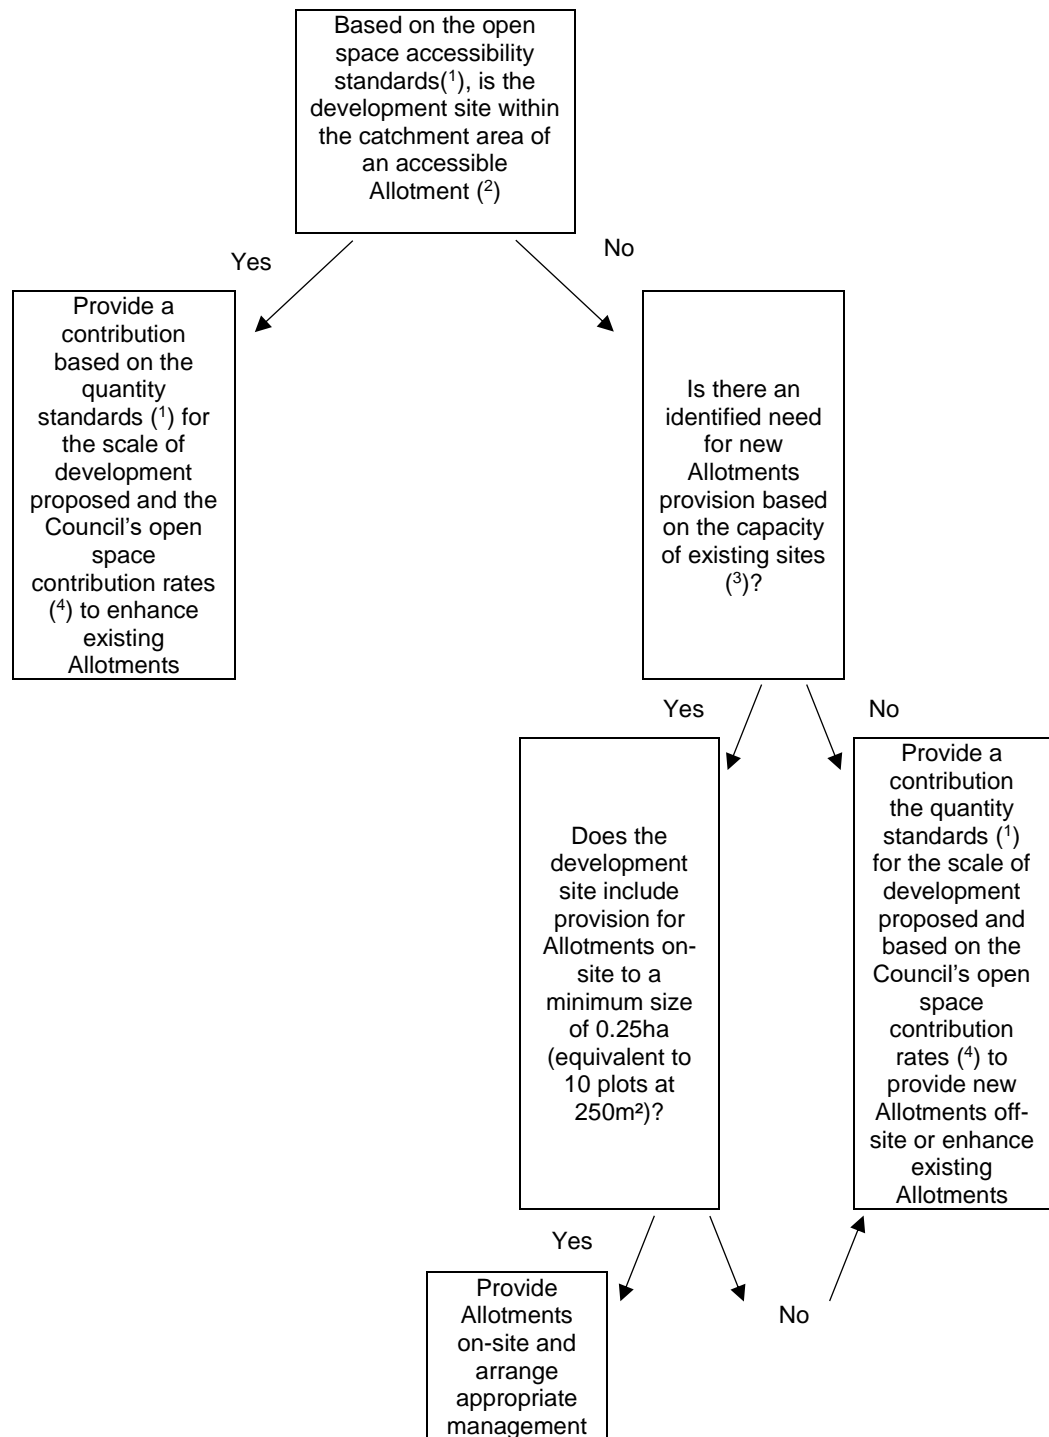 Based on the open
space accessibility
standards(¹), is the
development site within
the catchment area of
an accessible
Allotment (²)
Yes
No
Provide a
contribution
based on the
quantity
standards (¹) for
the scale of
development
proposed and the
Council’s open
space
contribution rates
(⁴) to enhance
existing
Allotments
Is there an
identified need
for new
Allotments
provision based
on the capacity
of existing sites
(³)?
Yes
No
Does the
development
site include
provision for
Allotments on-
site to a
minimum size
of 0.25ha
(equivalent to
10 plots at
250m²)?
Provide a
contribution
the quantity
standards (¹)
for the scale of
development
proposed and
based on the
Council’s open
space
contribution
rates (⁴) to
provide new
Allotments off-
site or enhance
existing
Allotments
Yes
No
Provide
Allotments
on-site and
arrange
appropriate
management